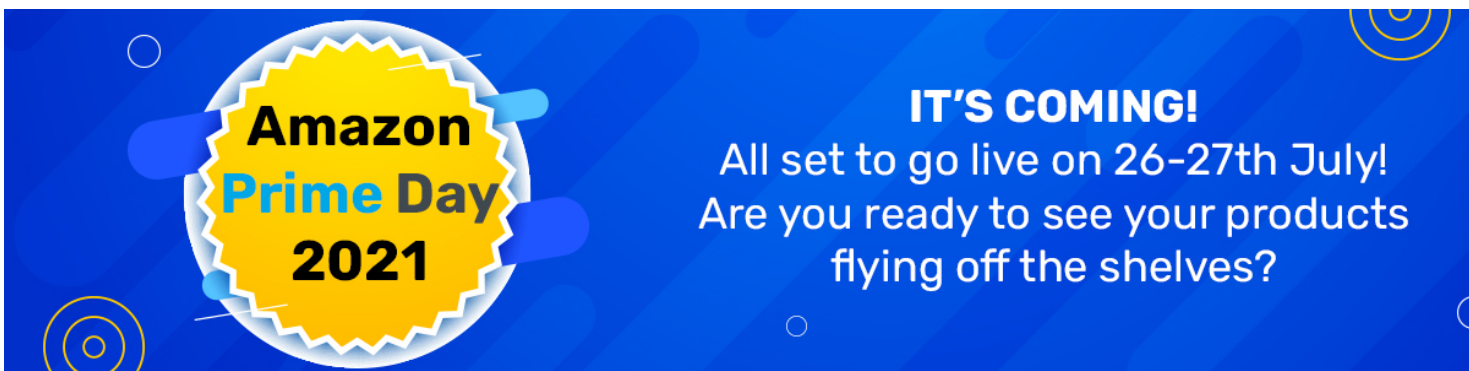 Amazon
Prime Day
2021
IT’S COMING!
All set to go live on 26-27th July!
Are you ready to see your products
flying off the shelves?